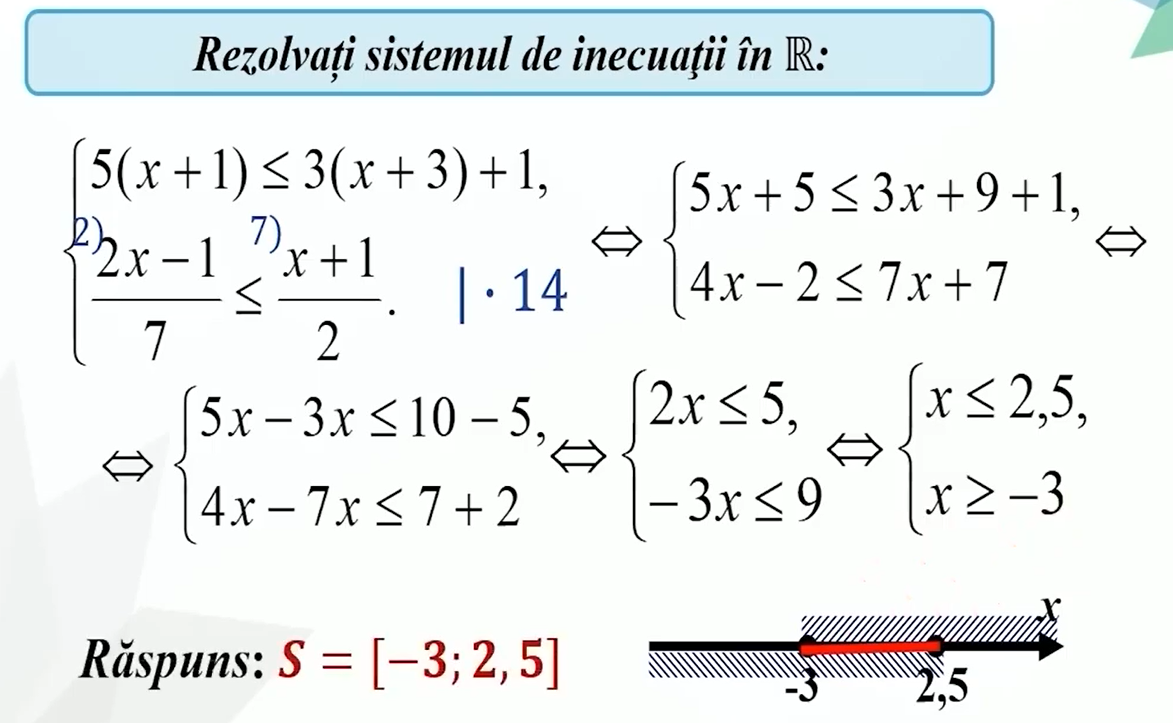 Rezolvați sistemul de inecuaţii în ℝ:
{ 5(x + 1) ≤ 3(x + 3) + 1,
2) (2x − 1)/7 ≤ 7) (x + 1)/2. | · 14
⇔ { 5x + 5 ≤ 3x + 9 + 1,
4x − 2 ≤ 7x + 7 ⇔
⇔ { 5x − 3x ≤ 10 − 5,
4x − 7x ≤ 7 + 2
⇔ { 2x ≤ 5,
− 3x ≤ 9
⇔ { x ≤ 2,5,
x ≥ −3
Răspuns: S = [−3; 2, 5]
x
-3 2,5